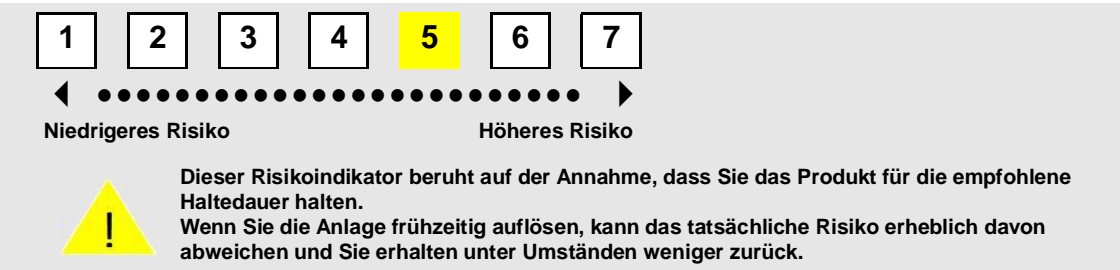 1 2 3 4 5 6 7
Niedrigeres Risiko Höheres Risiko
Dieser Risikoindikator beruht auf der Annahme, dass Sie das Produkt für die empfohlene
Haltedauer halten.
Wenn Sie die Anlage frühzeitig auflösen, kann das tatsächliche Risiko erheblich davon
abweichen und Sie erhalten unter Umständen weniger zurück.
!